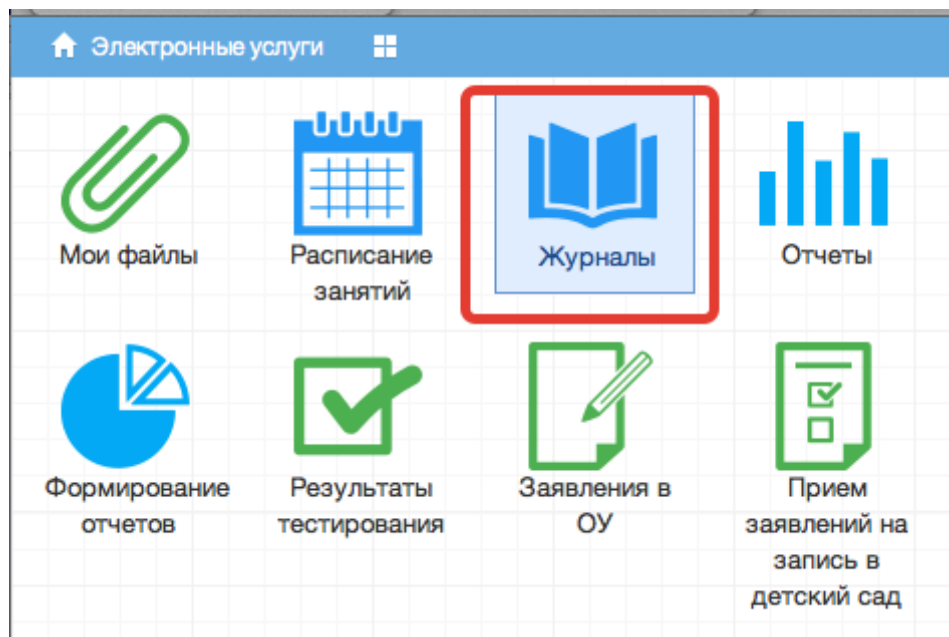 Электронные услуги
Мои файлы
Расписание
занятий
Журналы
Отчеты
Формирование
отчетов
Результаты
тестирования
Заявления в
ОУ
Прием
заявлений на
запись в
детский сад